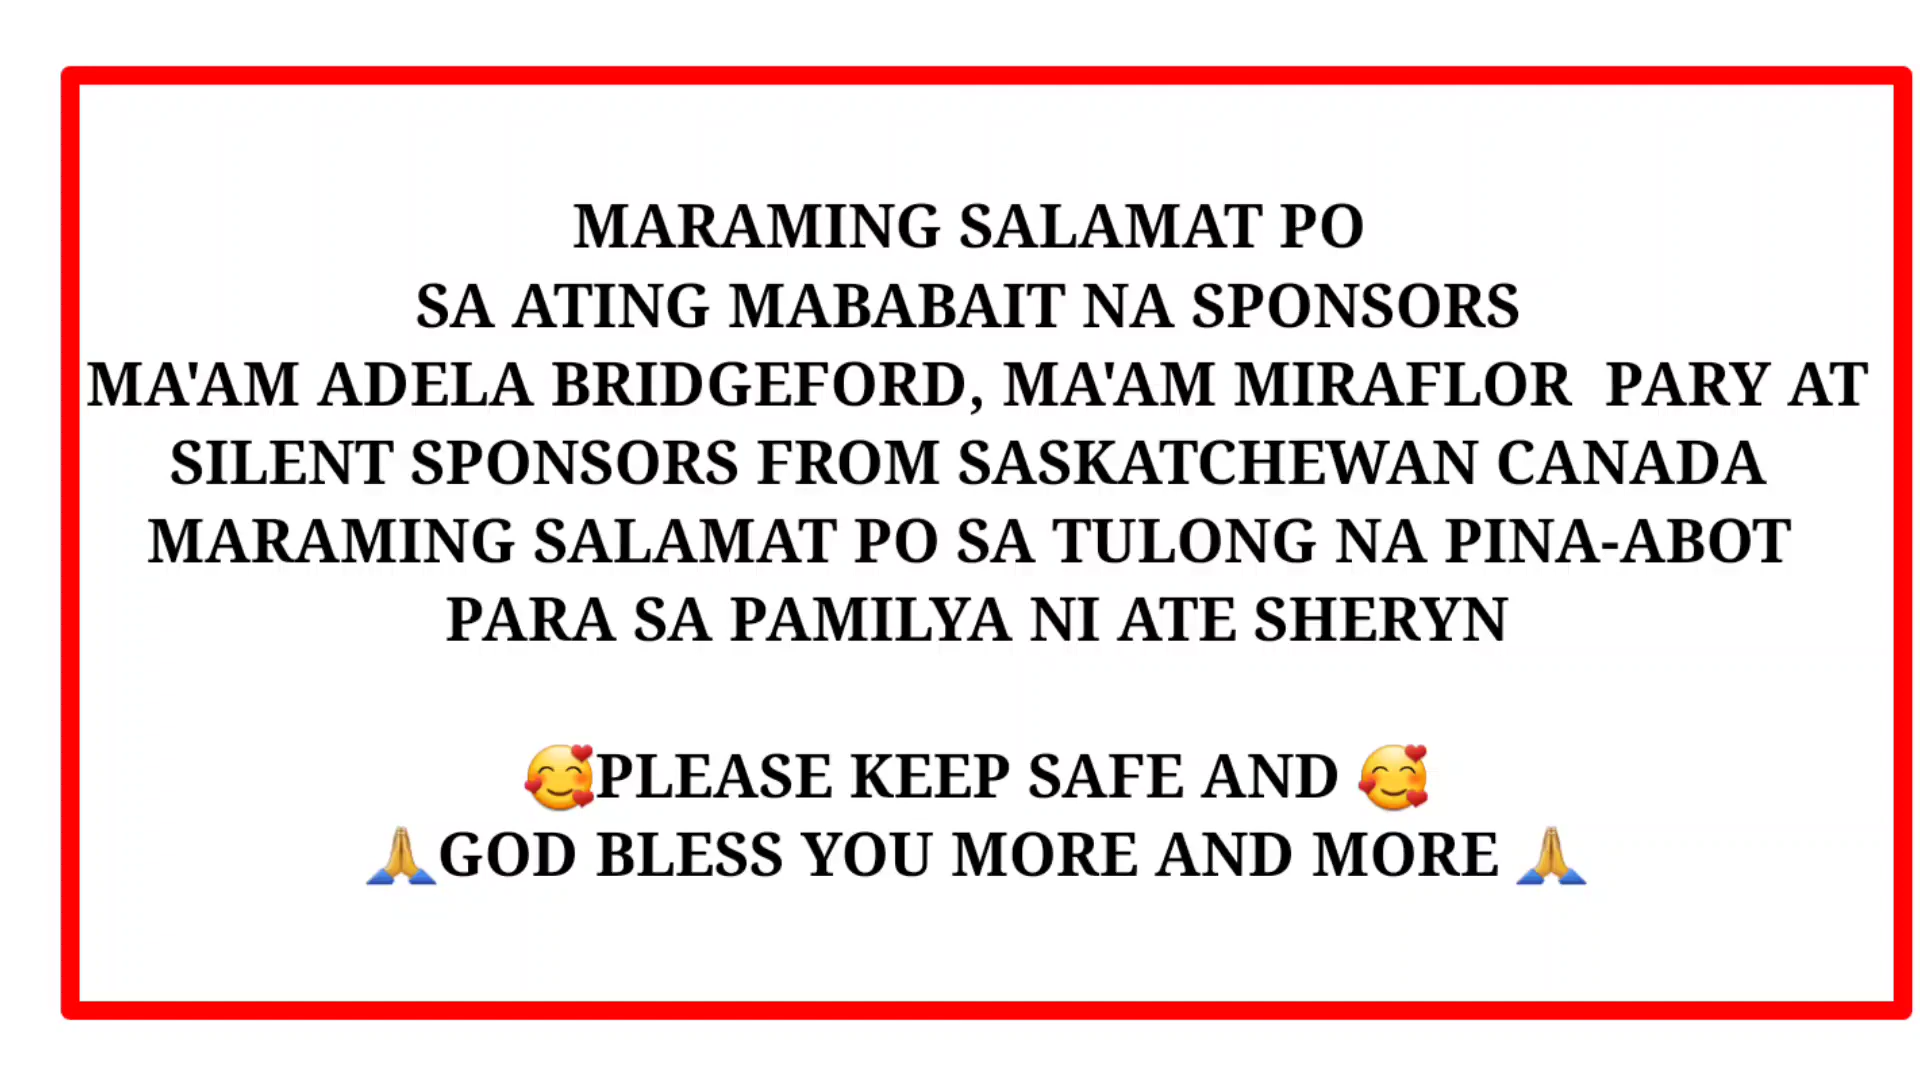 MARAMING SALAMAT PO
SA ATING MABABAIT NA SPONSORS
MA'AM ADELA BRIDGEFORD, MA'AM MIRAFLOR  PARY AT
SILENT SPONSORS FROM SASKATCHEWAN CANADA
MARAMING SALAMAT PO SA TULONG NA PINA-ABOT
PARA SA PAMILYA NI ATE SHERYN
🥰PLEASE KEEP SAFE AND 🥰
🙏GOD BLESS YOU MORE AND MORE 🙏